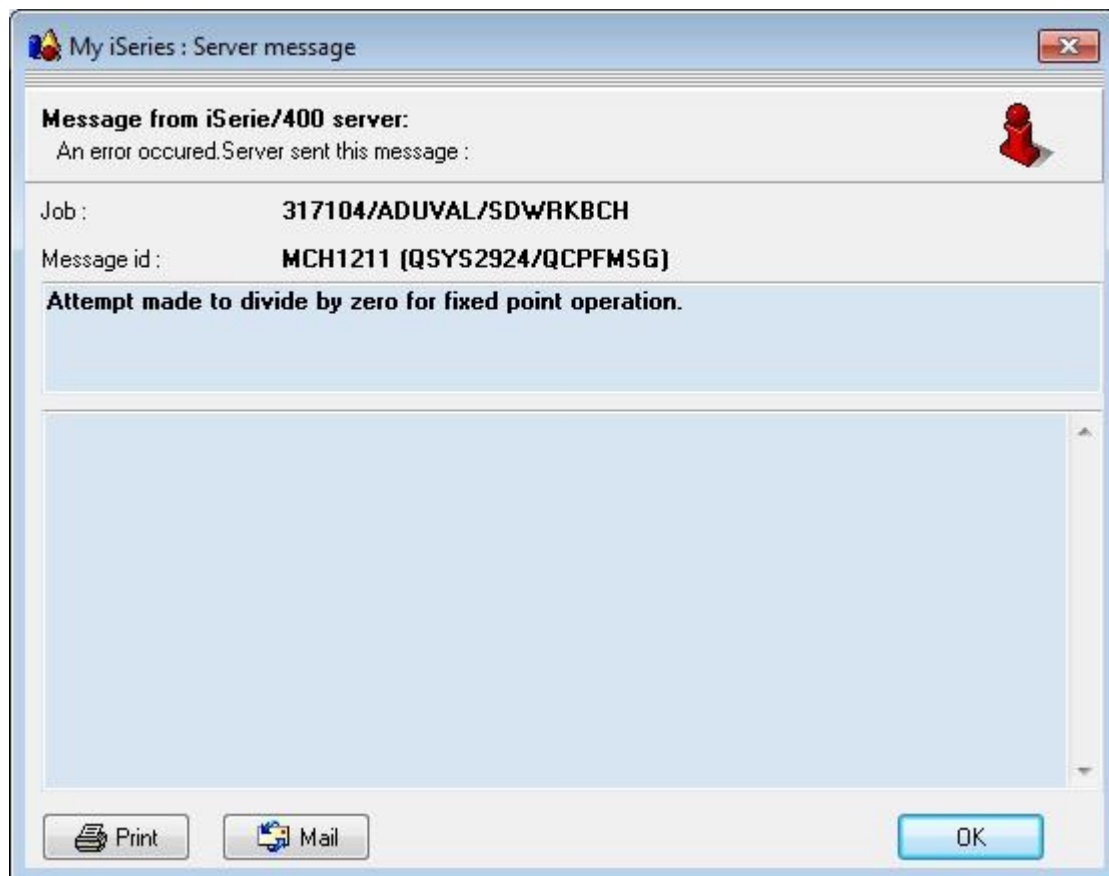 My iSeries : Server message
Message from iSerie/400 server:
An error occured.Server sent this message :
Job : 317104/ADUVAL/SDWRKBCH
Message id : MCH1211 (QSYS2924/QCPFMSG)
Attempt made to divide by zero for fixed point operation.
Print Mail OK